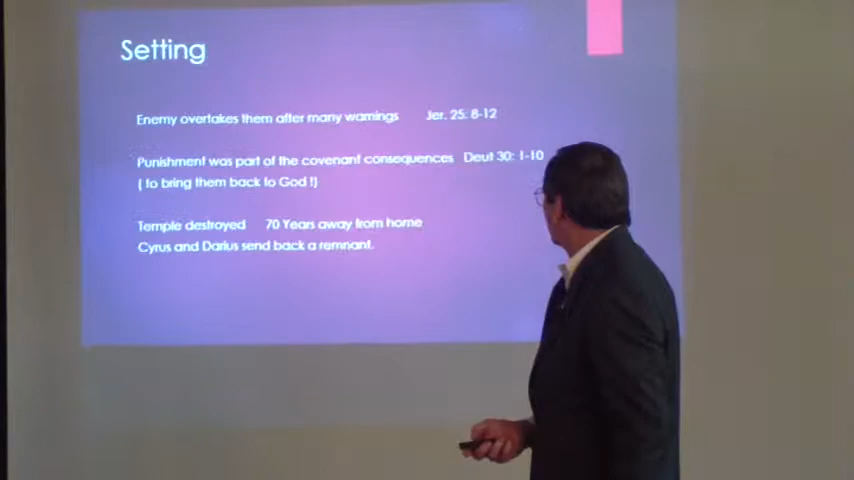 Setting
Enemy overtakes them after many warnings Jer. 25: 8-12
Punishment was part of the covenant consequences Deut 30: 1-10
( to bring them back to God !)
Temple destroyed 70 Years away from home
Cyrus and Darius send back a remnant.